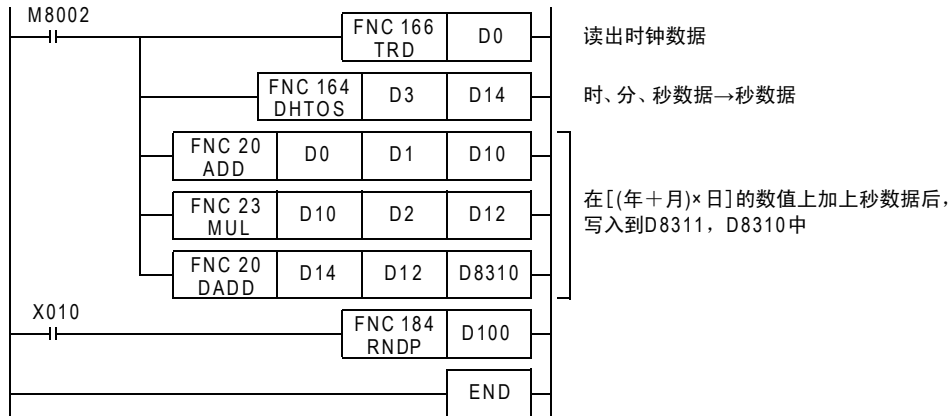 M8002
FNC 166 TRD D0 读出时钟数据
FNC 164 DHTOS D3 D14 时、分、秒数据→秒数据
FNC 20 ADD D0 D1 D10
FNC 23 MUL D10 D2 D12
在[(年＋月)×日]的数值上加上秒数据后，
写入到D8311，D8310中
FNC 20 DADD D14 D12 D8310
X010
FNC 184 RNDP D100
END